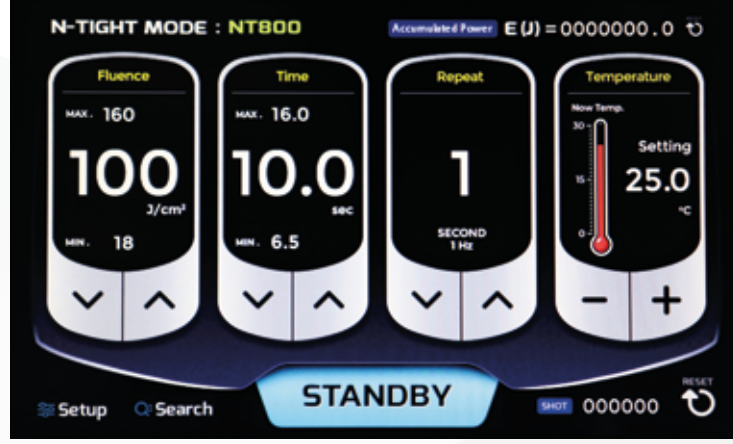 N-TIGHT MODE : NT800
Accumulated Power E (J) = 0000000.0
Fluence
MAX. 160
100
J/cm²
MIN. 18
Time
MAX. 16.0
10.0
sec
MIN. 6.5
Repeat
1
SECOND
1 Hz
Temperature
Now Temp.
30
15
0
Setting
25.0
°C
STANDBY
Setup
Search
SHOT 000000
RESET